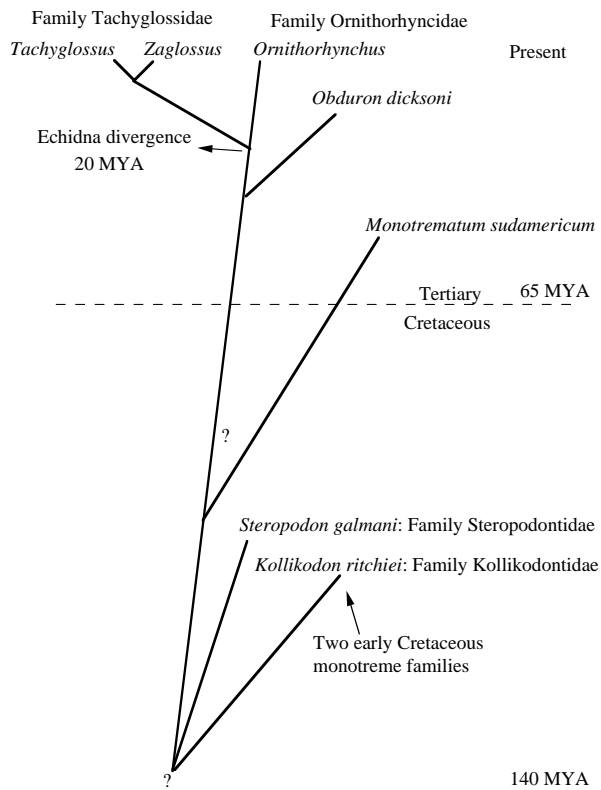 Family Tachyglossidae
Family Ornithorhyncidae
Tachyglossus
Zaglossus
Ornithorhynchus
Present
Obduron dicksoni
Echidna divergence
20 MYA
Monotrematum sudamericum
Tertiary
65 MYA
Cretaceous
?
Steropodon galmani: Family Steropodontidae
Kollikodon ritchiei: Family Kollikodontidae
Two early Cretaceous
monotreme families
?
140 MYA